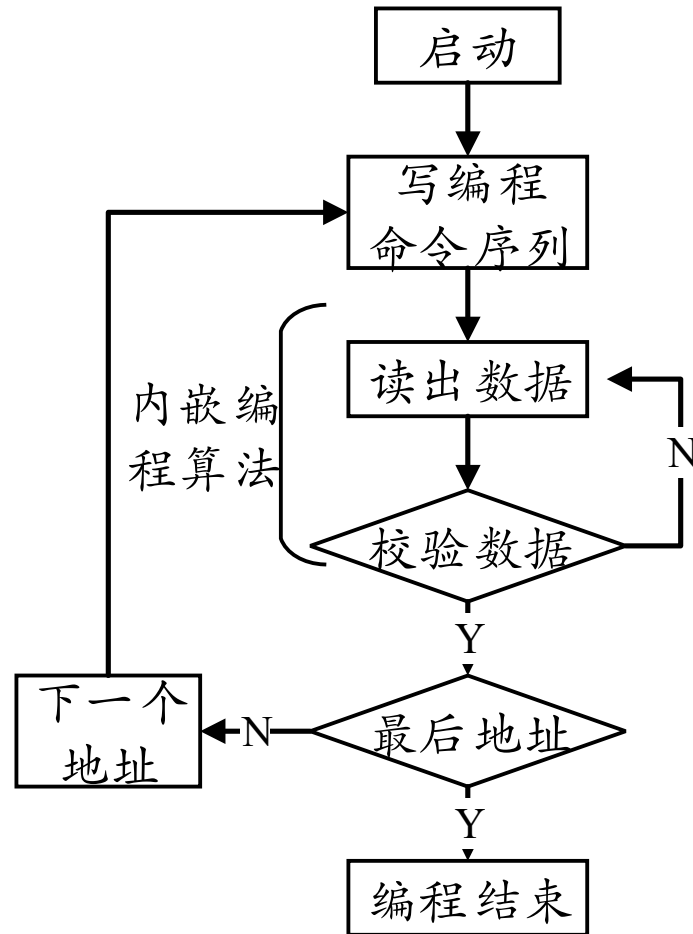 启动
写编程
命令序列
读出数据
内嵌编
程算法
N
校验数据
Y
下一个
地址
N
最后地址
Y
编程结束